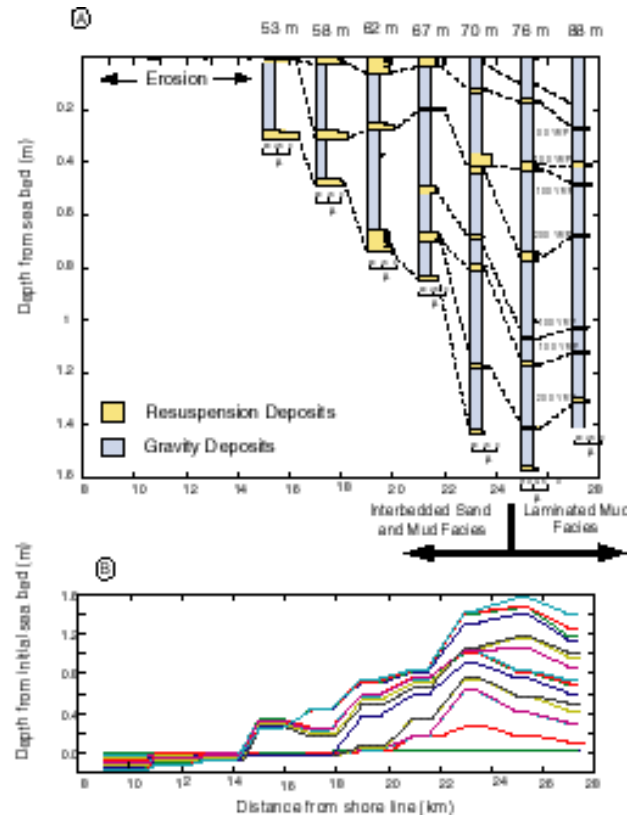 A
53 m 58 m 62 m 67 m 70 m 76 m 88 m
Erosion
0.2
0.4
0.6
0.8
1
1.2
1.4
1.6
Depth from sea bed (m)
Resuspension Deposits
Gravity Deposits
8 10 12 14 16 18 20 22 24 26 28
Interbedded Sand
and Mud Facies
Laminated Mud
Facies
B
Depth from initial sea bed (m)
1.6
1.2
0.8
0.4
0.0
8 10 12 14 16 18 20 22 25 26 28
Distance from shore line (km)